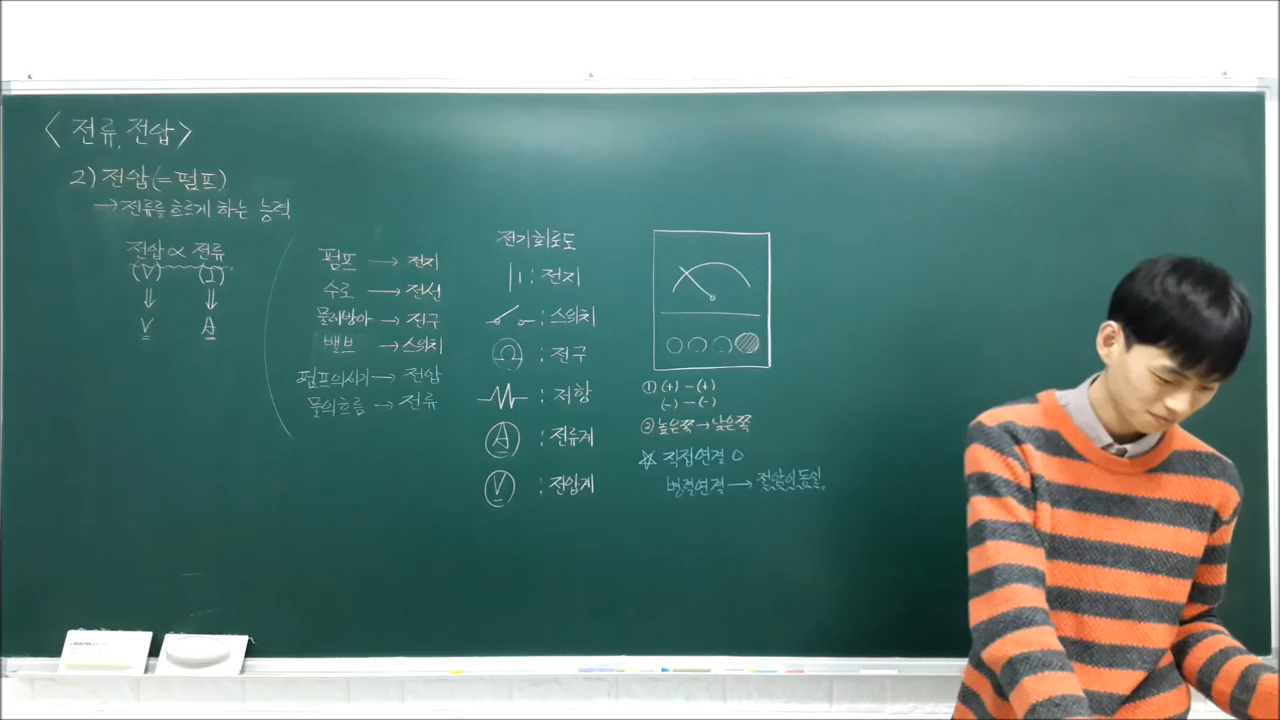 < 전류, 전압>
2) 전압(=펌프)
→ 전류를 흐르게 하는 능력
전압 ∝ 전류
(V) (I)
⇓ ⇓
V A
펌프 → 전지
수로 → 전선
물레방아 → 전구
밸브 → 스위치
펌프의 세기 → 전압
물의 흐름 → 전류
전기회로도
: 전지
: 스위치
: 전구
: 저항
A : 전류계
V : 전압계
① (+) - (+)
(-) - (-)
② 높은쪽 → 낮은쪽
☆ 직접연결 O
병렬연결 → 전압이 동일.